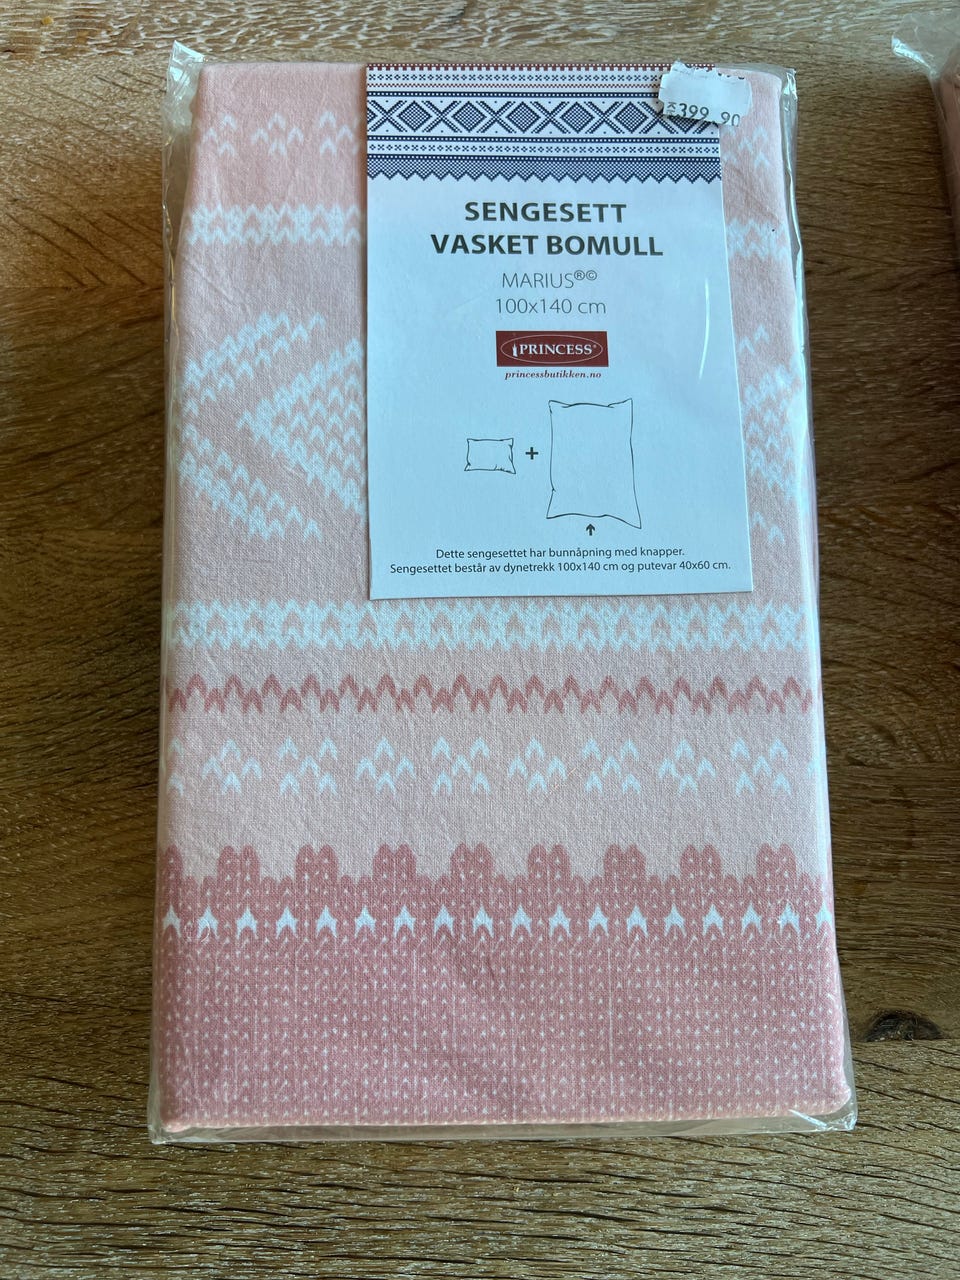 399,90
SENGESETT
VASKET BOMULL
MARIUS®©
100x140 cm
PRINCESS®
princessbutikken.no
+
Dette sengesettet har bunnåpning med knapper.
Sengesettet består av dynetrekk 100x140 cm og putevar 40x60 cm.